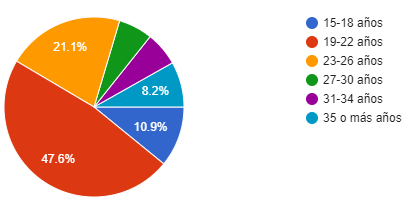 21.1%
8.2%
10.9%
47.6%
15-18 años
19-22 años
23-26 años
27-30 años
31-34 años
35 o más años